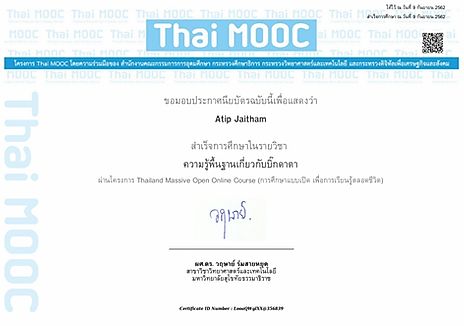 ให้ไว้ ณ วันที่ 9 กันยายน 2562
สำเร็จการศึกษา ณ วันที่ 9 กันยายน 2562
Thai MOOC
โครงการ Thai MOOC โดยความร่วมมือของ สำนักงานคณะกรรมการการอุดมศึกษา กระทรวงศึกษาธิการ กระทรวงวิทยาศาสตร์และเทคโนโลยี และกระทรวงดิจิทัลเพื่อเศรษฐกิจและสังคม
Thai MOOC
ขอมอบประกาศนียบัตรฉบับนี้เพื่อแสดงว่า
Atip Jaitham
สำเร็จการศึกษาในรายวิชา
ความรู้พื้นฐานเกี่ยวกับบิ๊กดาตา
ผ่านโครงการ Thailand Massive Open Online Course (การศึกษาแบบเปิด เพื่อการเรียนรู้ตลอดชีวิต)
ผศ.ดร. วฤษาย์ ร่มสายหยุด
สาขาวิชาวิทยาศาสตร์และเทคโนโลยี
มหาวิทยาลัยสุโขทัยธรรมาธิราช
Certificate ID Number :